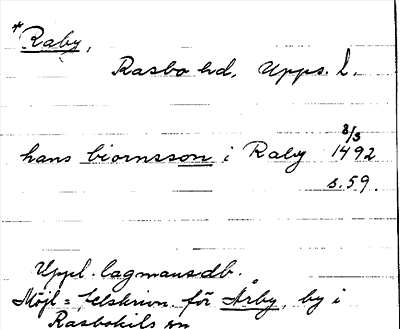 *Raby,
Rasbo hd, Upps. l.
8/3
hans biornsson i Raby 1492
s. 59.
Uppl. lagmansdb.
Möjl = felskrivn. för Årby, by i
Rasbokils sn